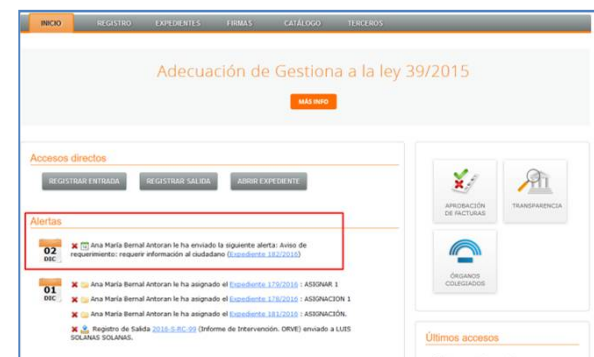 INICIO REGISTRO EXPEDIENTES FIRMAS CATÁLOGO TERCEROS
Adecuación de Gestiona a la ley 39/2015
MÁS INFO
Accesos directos
REGISTRAR ENTRADA REGISTRAR SALIDA ABRIR EXPEDIENTE
Alertas
02
DIC
Ana María Bernal Antoran le ha enviado la siguiente alerta: Aviso de
requerimiento: requerir información al ciudadano (Expediente 182/2016)
01
DIC
Ana María Bernal Antoran le ha asignado el Expediente 179/2016 : ASIGNAR 1
Ana María Bernal Antoran le ha asignado el Expediente 178/2016 : ASIGNACION 1
Ana María Bernal Antoran le ha asignado el Expediente 181/2016 : ASIGNACIÓN.
Registro de Salida 2016-S-RC-99 (Informe de Intervención. ORVE) enviado a LUIS
SOLANAS SOLANAS.
APROBACIÓN
DE FACTURAS
TRANSPARENCIA
ÓRGANOS
COLEGIADOS
Últimos accesos